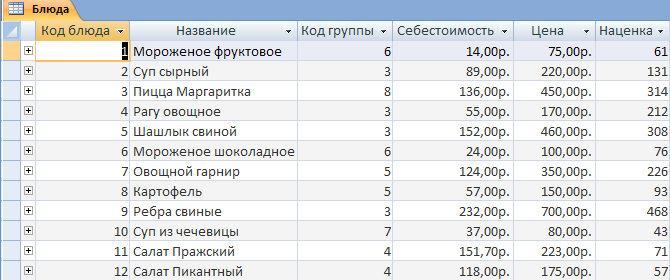 Блюда
Код блюда Название Код группы Себестоимость Цена Наценка
1 Мороженое фруктовое 6 14,00р. 75,00р. 61
2 Суп сырный 3 89,00р. 220,00р. 131
3 Пицца Маргаритка 8 136,00р. 450,00р. 314
4 Рагу овощное 3 55,00р. 170,00р. 212
5 Шашлык свиной 3 152,00р. 460,00р. 308
6 Мороженое шоколадное 6 24,00р. 100,00р. 76
7 Овощной гарнир 5 124,00р. 350,00р. 226
8 Картофель 5 57,00р. 150,00р. 93
9 Ребра свиные 3 232,00р. 700,00р. 468
10 Суп из чечевицы 7 37,00р. 80,00р. 43
11 Салат Пражский 4 151,70р. 223,00р. 71
12 Салат Пикантный 4 118,00р. 175,00р. 57